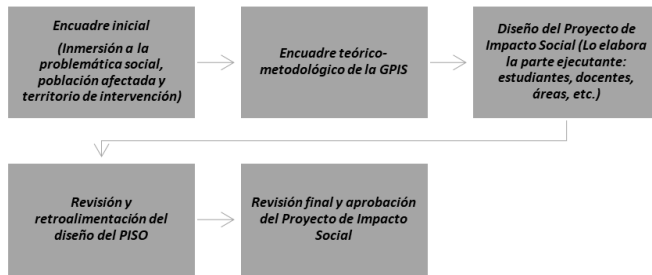 Encuadre inicial
(Inmersión a la
problemática social,
población afectada y
territorio de intervención)
Encuadre teórico-
metodológico de la GPIS
Diseño del Proyecto de
Impacto Social (Lo elabora
la parte ejecutante:
estudiantes, docentes,
áreas, etc.)
Revisión y
retroalimentación del
diseño del PISO
Revisión final y aprobación
del Proyecto de Impacto
Social